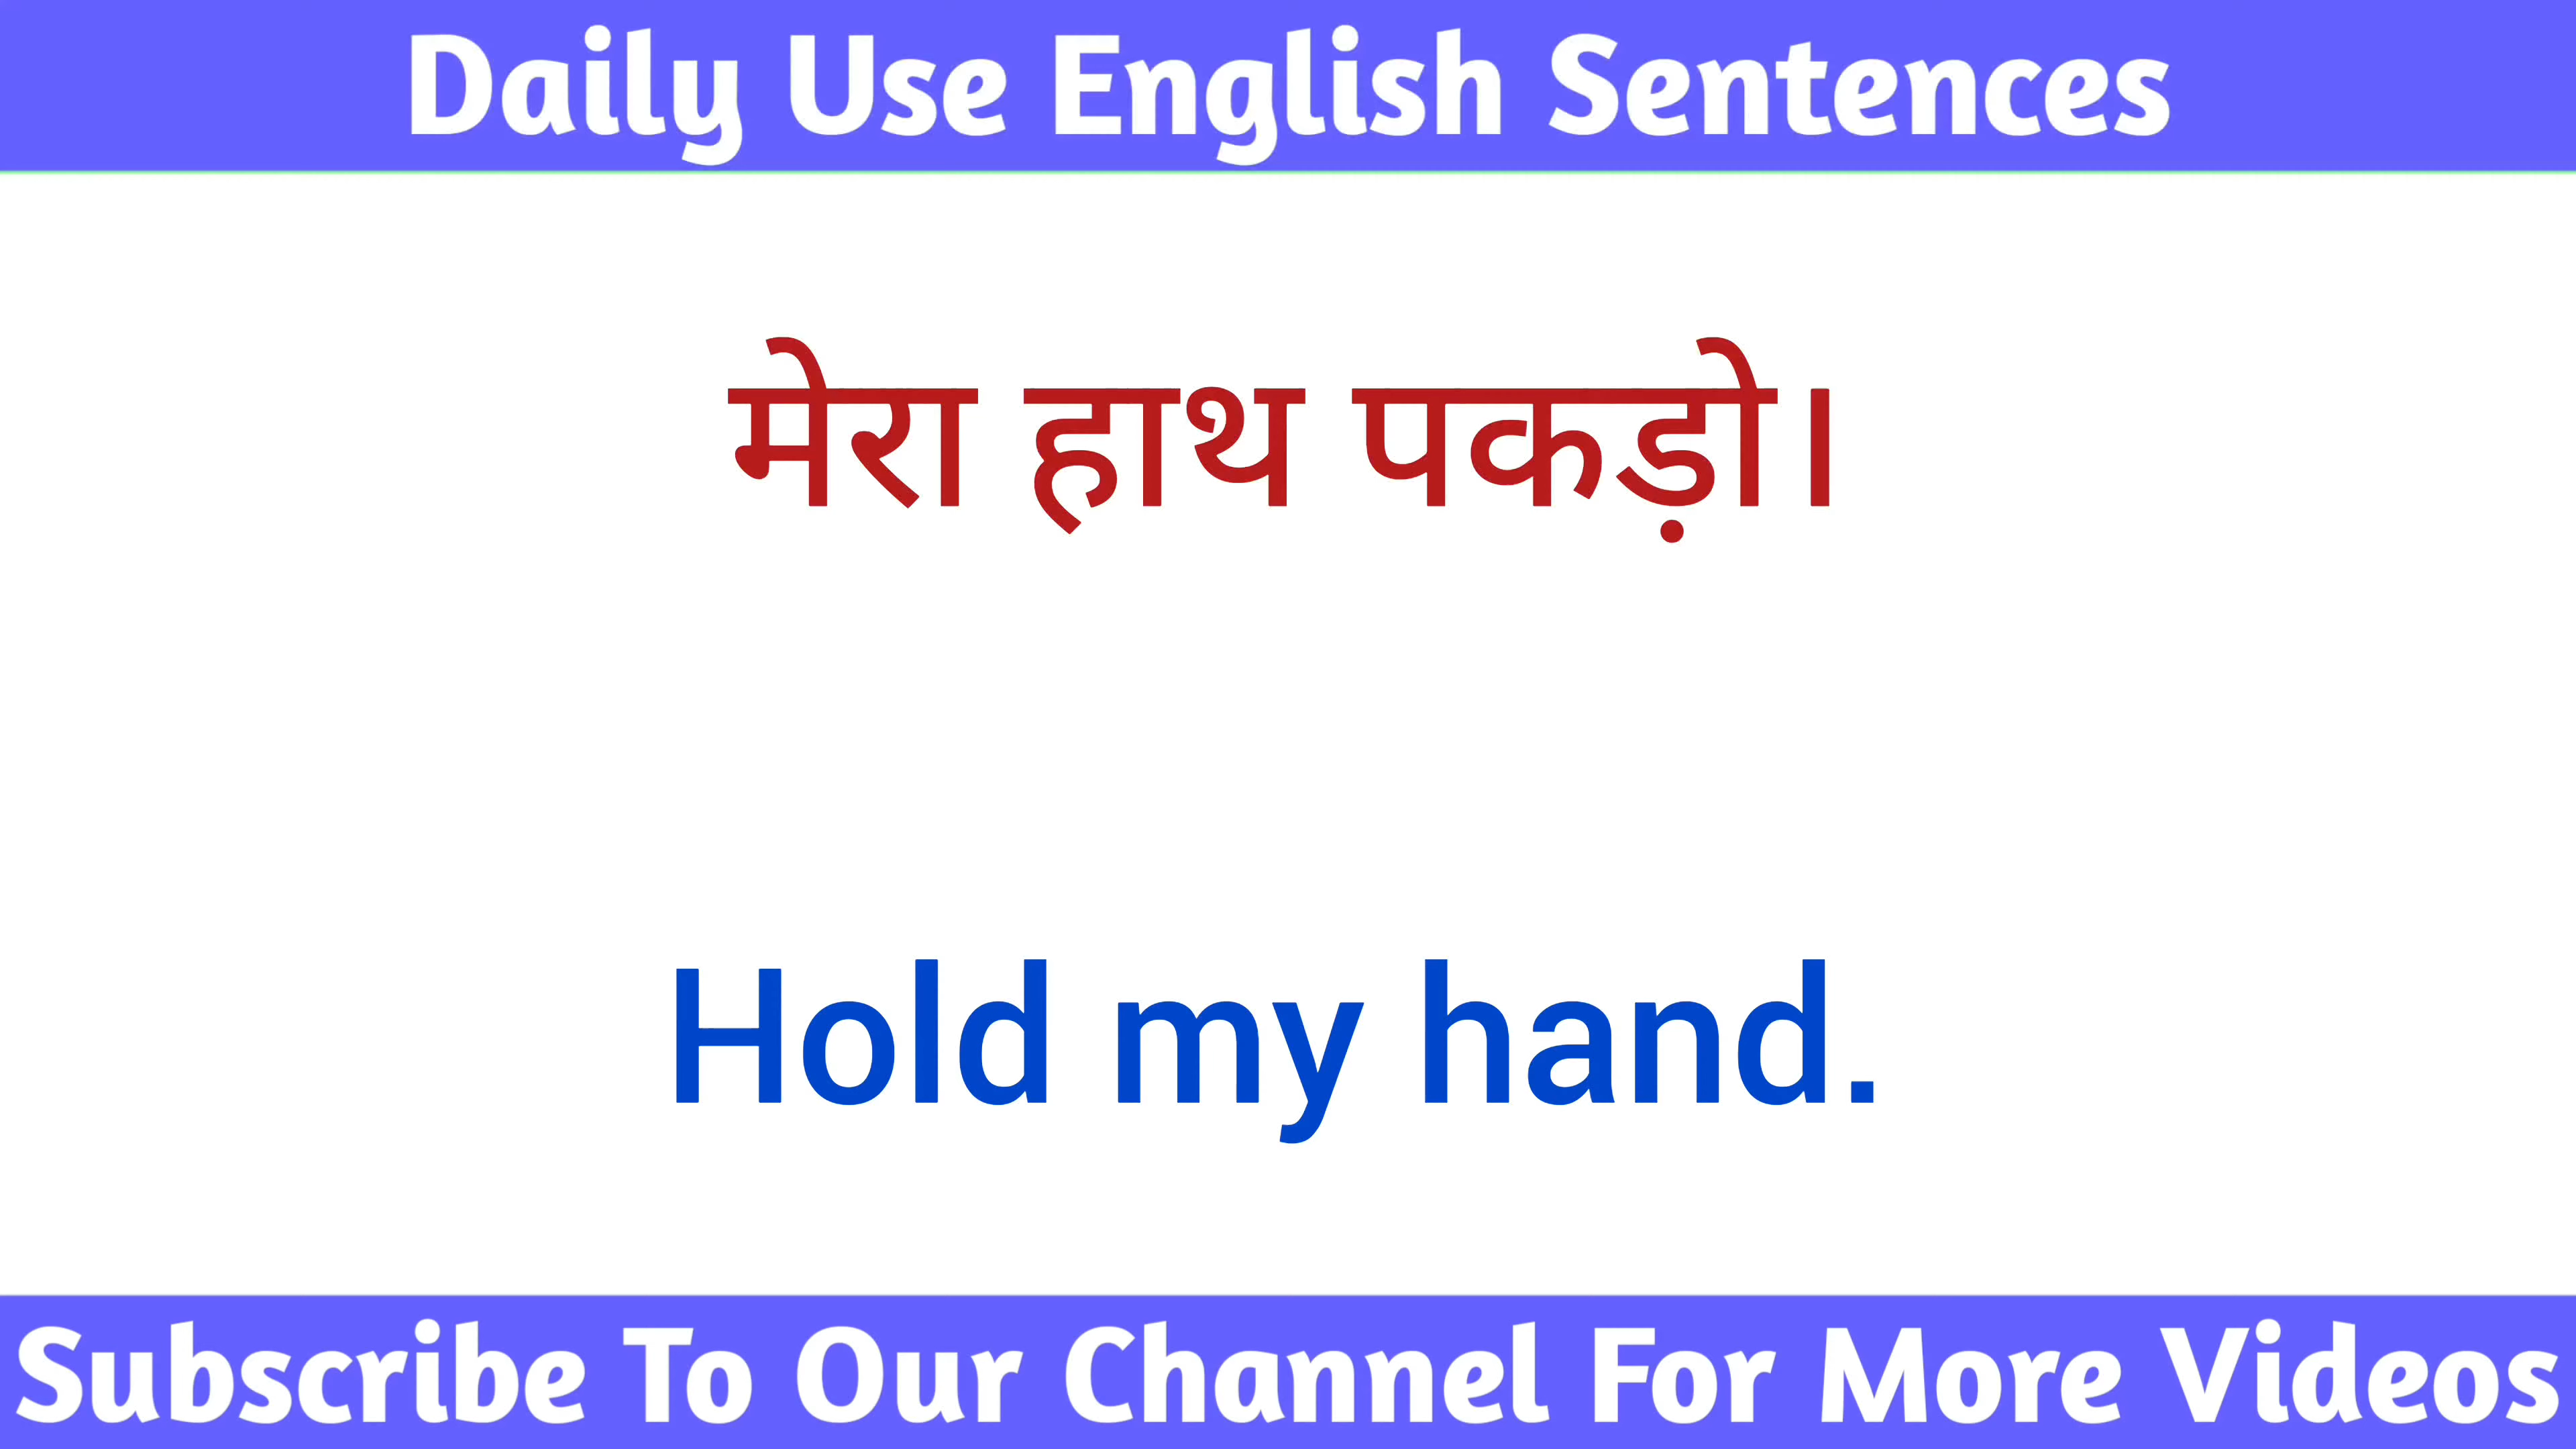 Daily Use English Sentences
मेरा हाथ पकड़ो।
Hold my hand.
Subscribe To Our Channel For More Videos